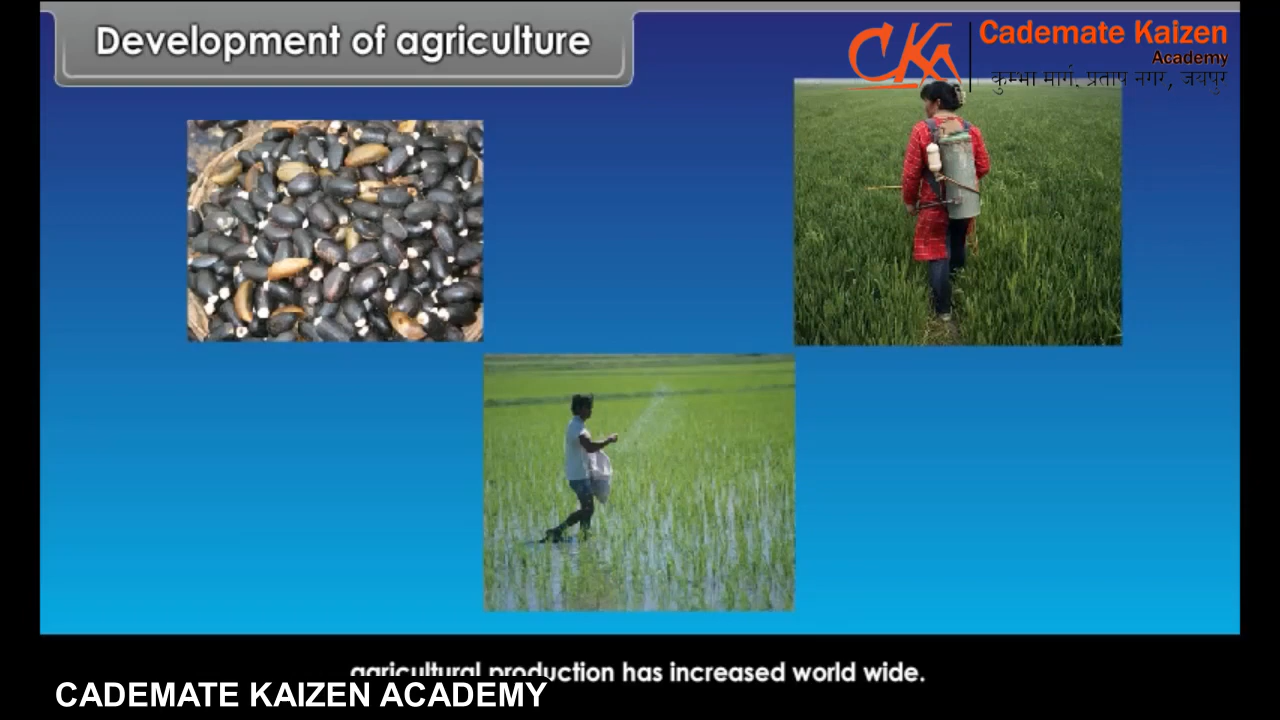 Development of agriculture
CKA
Cademate Kaizen
Academy
कुम्भा मार्ग, प्रताप नगर, जयपुर
agricultural production has increased world wide.
CADEMATE KAIZEN ACADEMY